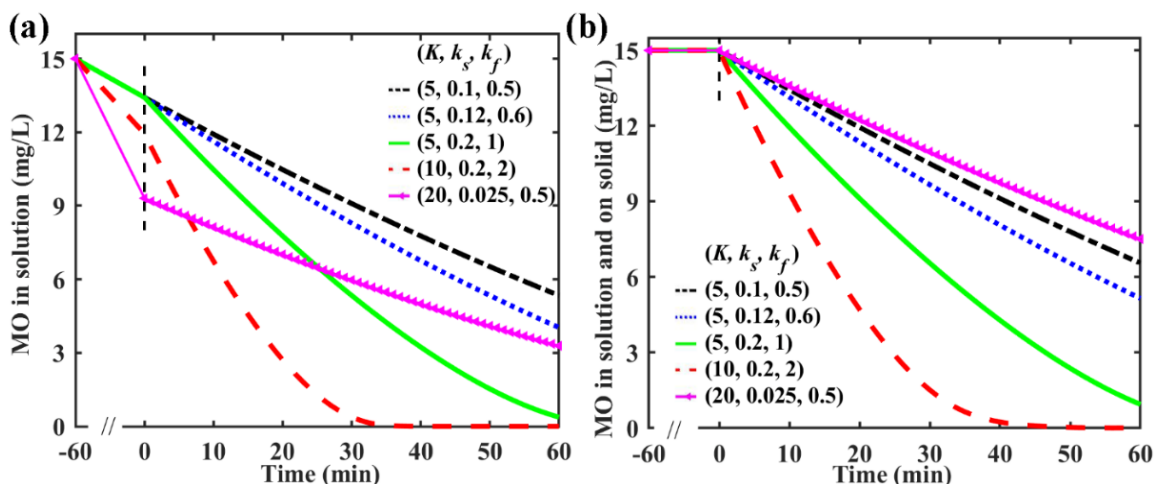 (a)
MO in solution (mg/L)
15
12
9
6
3
0
(K, ks, kf)
(5, 0.1, 0.5)
(5, 0.12, 0.6)
(5, 0.2, 1)
(10, 0.2, 2)
(20, 0.025, 0.5)
-60 // 0 10 20 30 40 50 60
Time (min)
(b)
MO in solution and on solid (mg/L)
15
12
9
6
3
0
(K, ks, kf)
(5, 0.1, 0.5)
(5, 0.12, 0.6)
(5, 0.2, 1)
(10, 0.2, 2)
(20, 0.025, 0.5)
-60 // 0 10 20 30 40 50 60
Time (min)